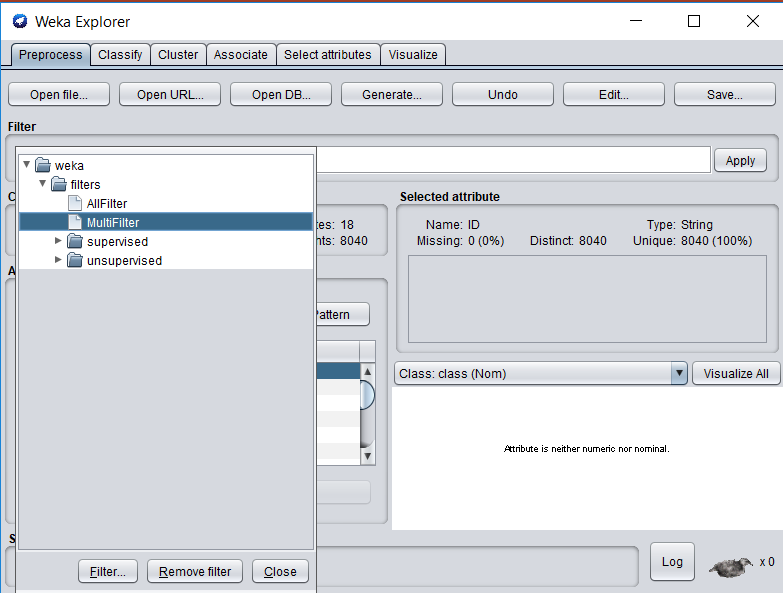 Weka Explorer
Preprocess Classify Cluster Associate Select attributes Visualize
Open file... Open URL... Open DB... Generate... Undo Edit... Save...
Filter
Apply
weka
filters
AllFilter
MultiFilter
supervised
unsupervised
Filter... Remove filter Close
tes: 18
nts: 8040
Pattern
Selected attribute
Name: ID Type: String
Missing: 0 (0%) Distinct: 8040 Unique: 8040 (100%)
Class: class (Nom) Visualize All
Attribute is neither numeric nor nominal.
Log x 0